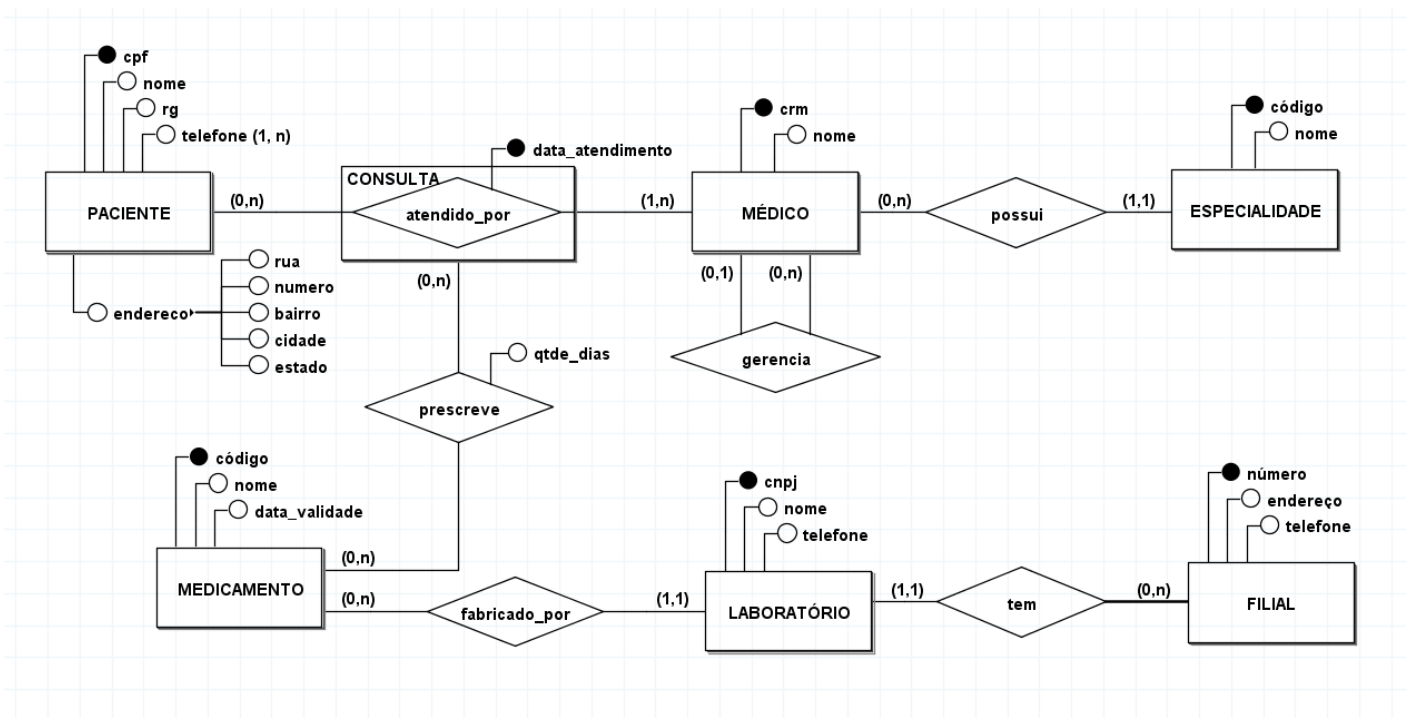 cpf
nome
rg
telefone (1, n)
PACIENTE
endereco
rua
numero
bairro
cidade
estado
(0,n)
CONSULTA
data_atendimento
atendido_por
(1,n)
crm
nome
MÉDICO
(0,n)
possui
(1,1)
código
nome
ESPECIALIDADE
(0,1)
(0,n)
gerencia
(0,n)
qtde_dias
prescreve
(0,n)
código
nome
data_validade
MEDICAMENTO
(0,n)
fabricado_por
(1,1)
cnpj
nome
telefone
LABORATÓRIO
(1,1)
tem
(0,n)
número
endereço
telefone
FILIAL